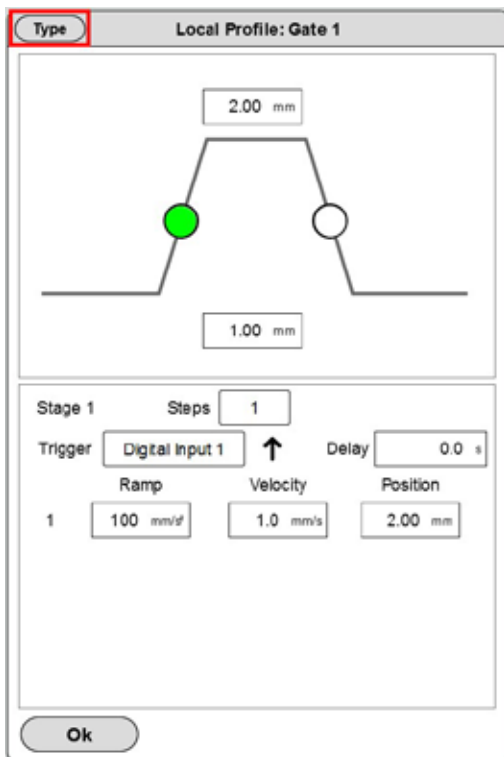 Type Local Profile: Gate 1
2.00 mm
1.00 mm
Stage 1 Steps 1
Trigger Digital Input 1 ↑ Delay 0.0 s
Ramp Velocity Position
1 100 mm/s² 1.0 mm/s 2.00 mm
Ok